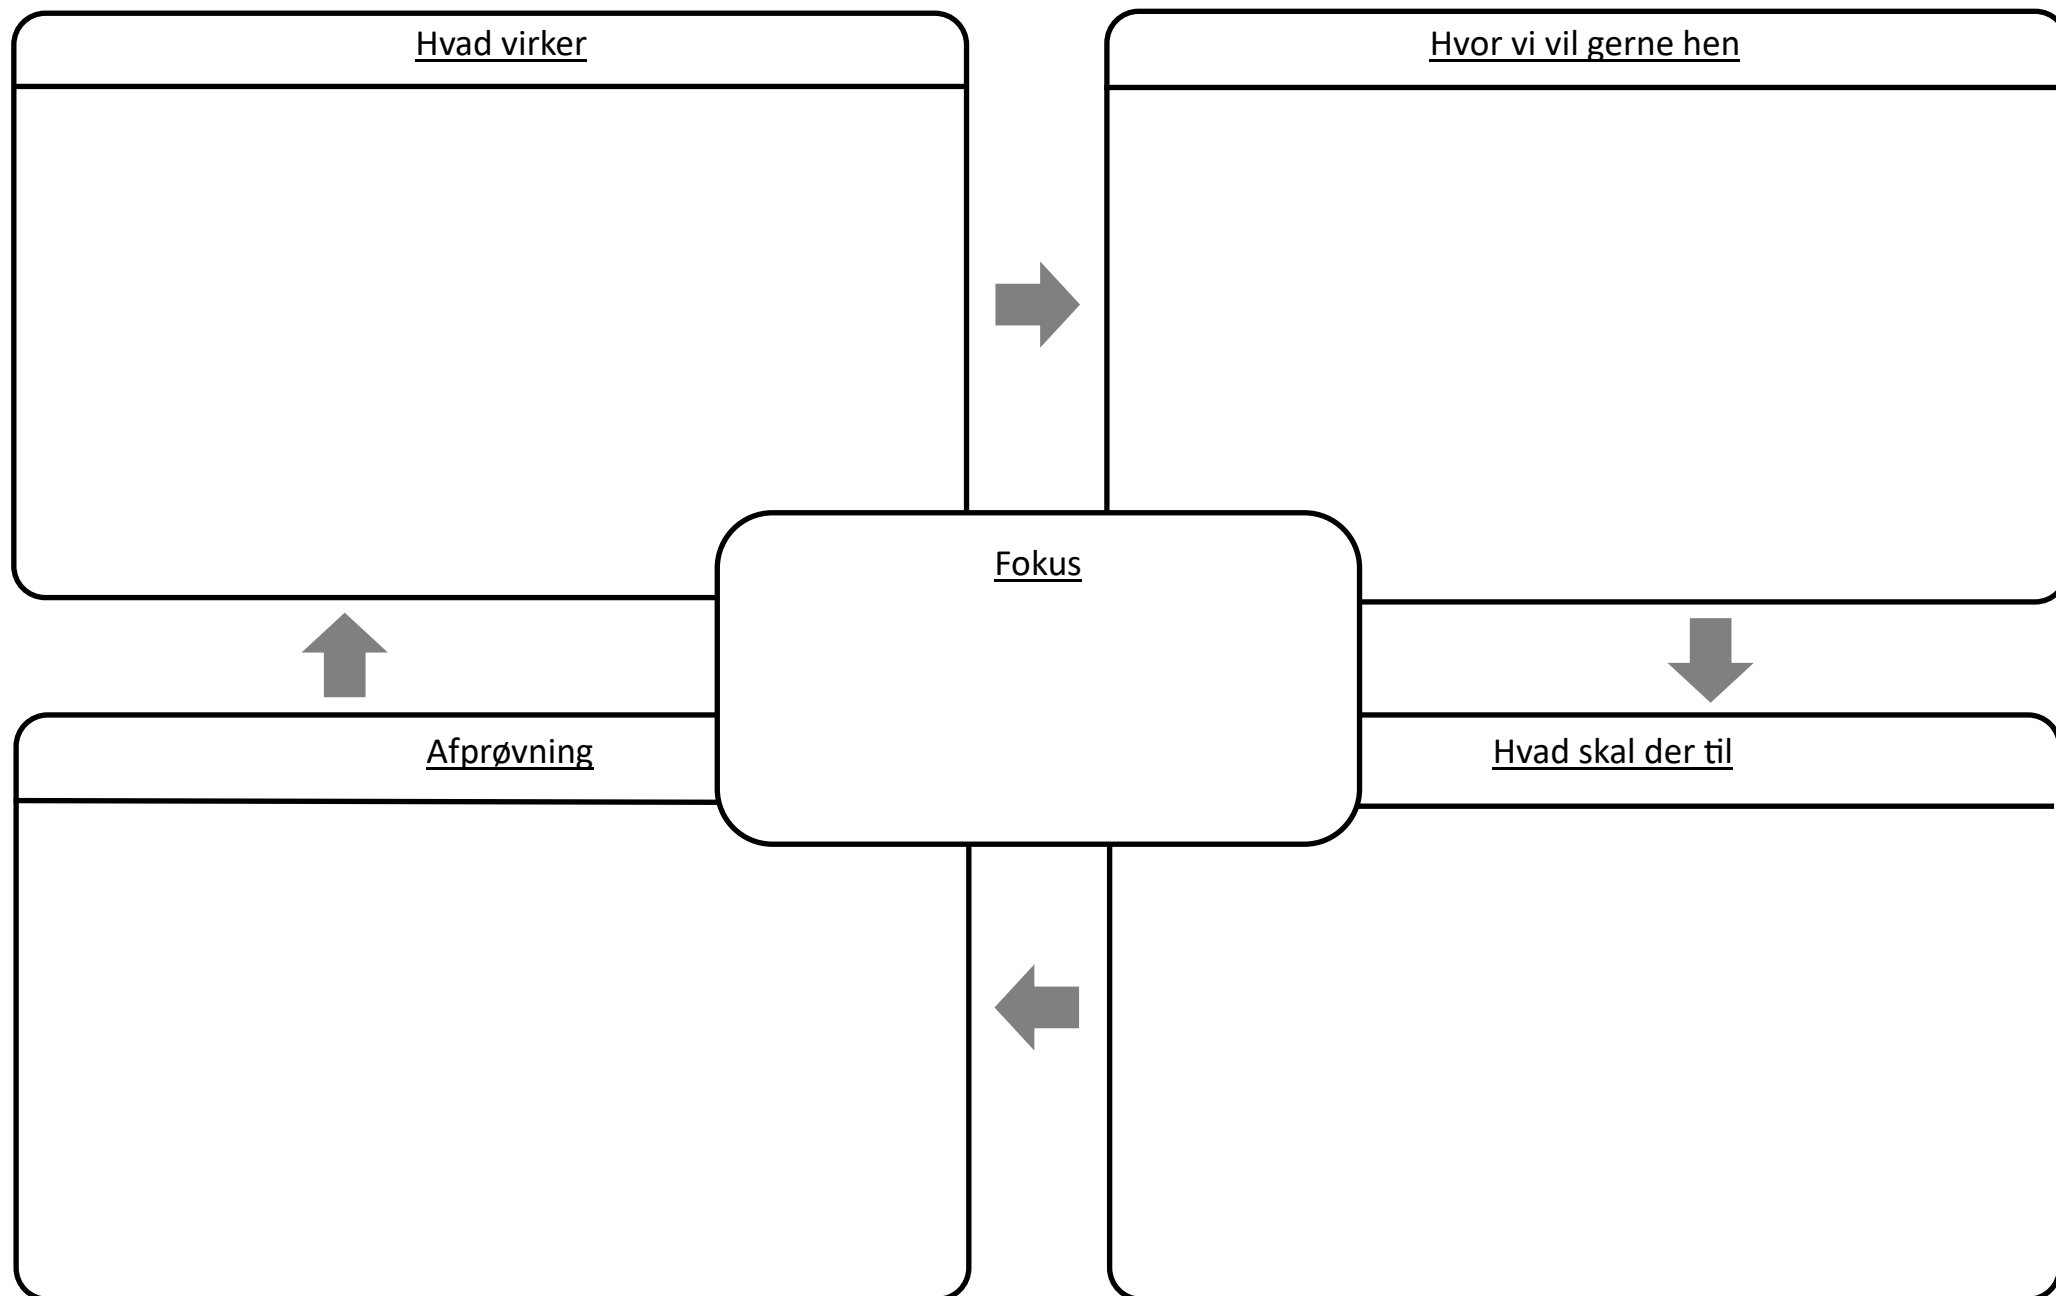 Hvad virker
Hvor vi vil gerne hen
Fokus
Afprøvning
Hvad skal der til